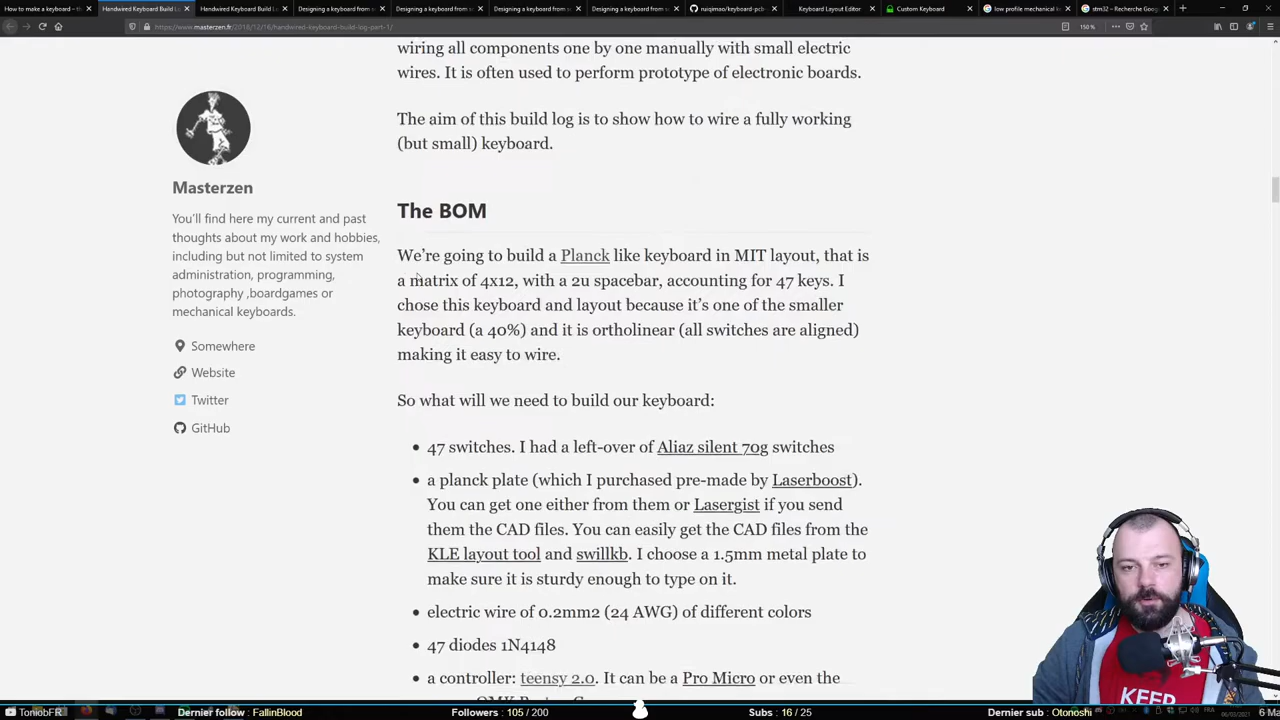 How to make a keyboard – the
Handwired Keyboard Build Lo
Handwired Keyboard Build Lo
Designing a keyboard from s
Designing a keyboard from s
Designing a keyboard from s
Designing a keyboard from s
ruiqimao/keyboard-pcb
Keyboard Layout Editor
Custom Keyboard
low profile mechanical k
stm32 – Recherche Goog
https://www.masterzen.fr/2018/12/16/handwired-keyboard-build-log-part-1/
150 %
wiring all components one by one manually with small electric
wires. It is often used to perform prototype of electronic boards.
The aim of this build log is to show how to wire a fully working
(but small) keyboard.
Masterzen
You'll find here my current and past
thoughts about my work and hobbies,
including but not limited to system
administration, programming,
photography ,boardgames or
mechanical keyboards.
Somewhere
Website
Twitter
GitHub
The BOM
We're going to build a Planck like keyboard in MIT layout, that is
a matrix of 4x12, with a 2u spacebar, accounting for 47 keys. I
chose this keyboard and layout because it's one of the smaller
keyboard (a 40%) and it is ortholinear (all switches are aligned)
making it easy to wire.
So what will we need to build our keyboard:
47 switches. I had a left-over of Aliaz silent 70g switches
a planck plate (which I purchased pre-made by Laserboost).
You can get one either from them or Lasergist if you send
them the CAD files. You can easily get the CAD files from the
KLE layout tool and swillkb. I choose a 1.5mm metal plate to
make sure it is sturdy enough to type on it.
electric wire of 0.2mm2 (24 AWG) of different colors
47 diodes 1N4148
a controller: teensy 2.0. It can be a Pro Micro or even the
KEEP
ToniobFR
Dernier follow : FallinBlood
Followers : 105 / 200
Subs : 16 / 25
Dernier sub : Otonoshi
FR
06/03/2021
6 Ma